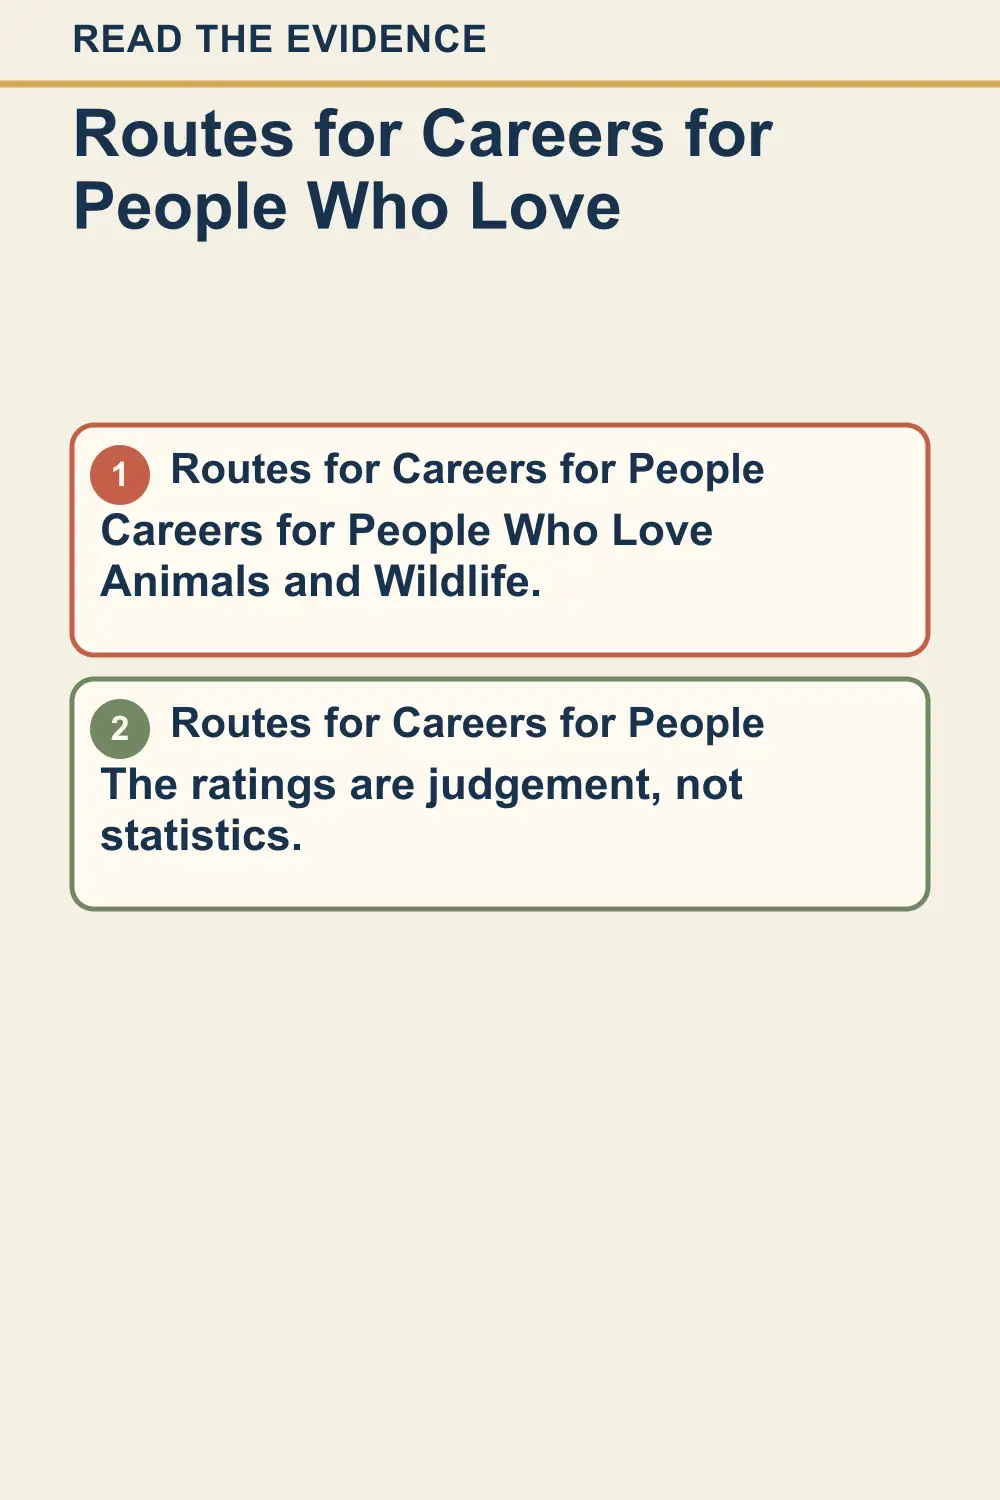 READ THE EVIDENCE
Routes for Careers for
People Who Love
1 Routes for Careers for People
Careers for People Who Love
Animals and Wildlife.
2 Routes for Careers for People
The ratings are judgement, not
statistics.